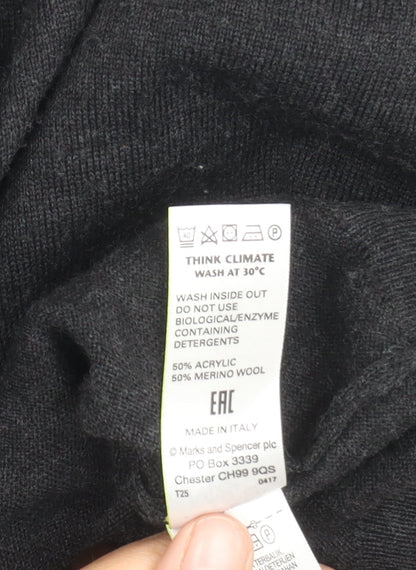 40
P
THINK CLIMATE
WASH AT 30°C
WASH INSIDE OUT
DO NOT USE
BIOLOGICAL/ENZYME
CONTAINING
DETERGENTS
50% ACRYLIC
50% MERINO WOOL
EAC
MADE IN ITALY
© Marks and Spencer plc
PO Box 3339
Chester CH99 9QS
T25 0417
P